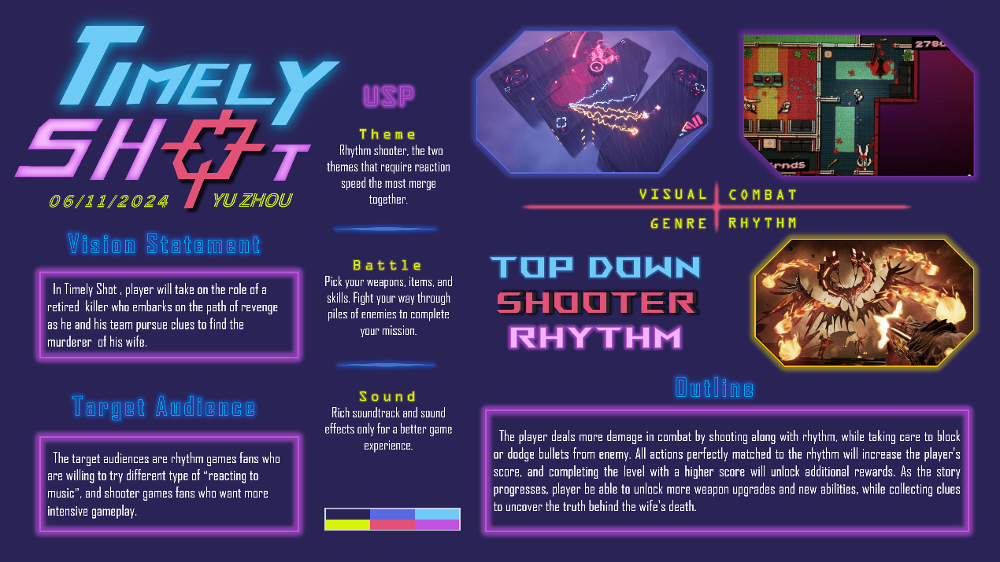 TIMELY
SHOT
06/11/2024 YU ZHOU
Vision Statement
In Timely Shot , player will take on the role of a
retired killer who embarks on the path of revenge
as he and his team pursue clues to find the
murderer of his wife.
Target Audience
The target audiences are rhythm games fans who
are willing to try different type of “reacting to
music”, and shooter games fans who want more
intensive gameplay.
USP
Theme
Rhythm shooter, the two
themes that require reaction
speed the most merge
together.
Battle
Pick your weapons, items, and
skills. Fight your way through
piles of enemies to complete
your mission.
Sound
Rich soundtrack and sound
effects only for a better game
experience.
2780
VISUAL COMBAT
GENRE RHYTHM
TOP DOWN
SHOOTER
RHYTHM
Outline
The player deals more damage in combat by shooting along with rhythm, while taking care to block
or dodge bullets from enemy. All actions perfectly matched to the rhythm will increase the player's
score, and completing the level with a higher score will unlock additional rewards. As the story
progresses, player be able to unlock more weapon upgrades and new abilities, while collecting clues
to uncover the truth behind the wife's death.